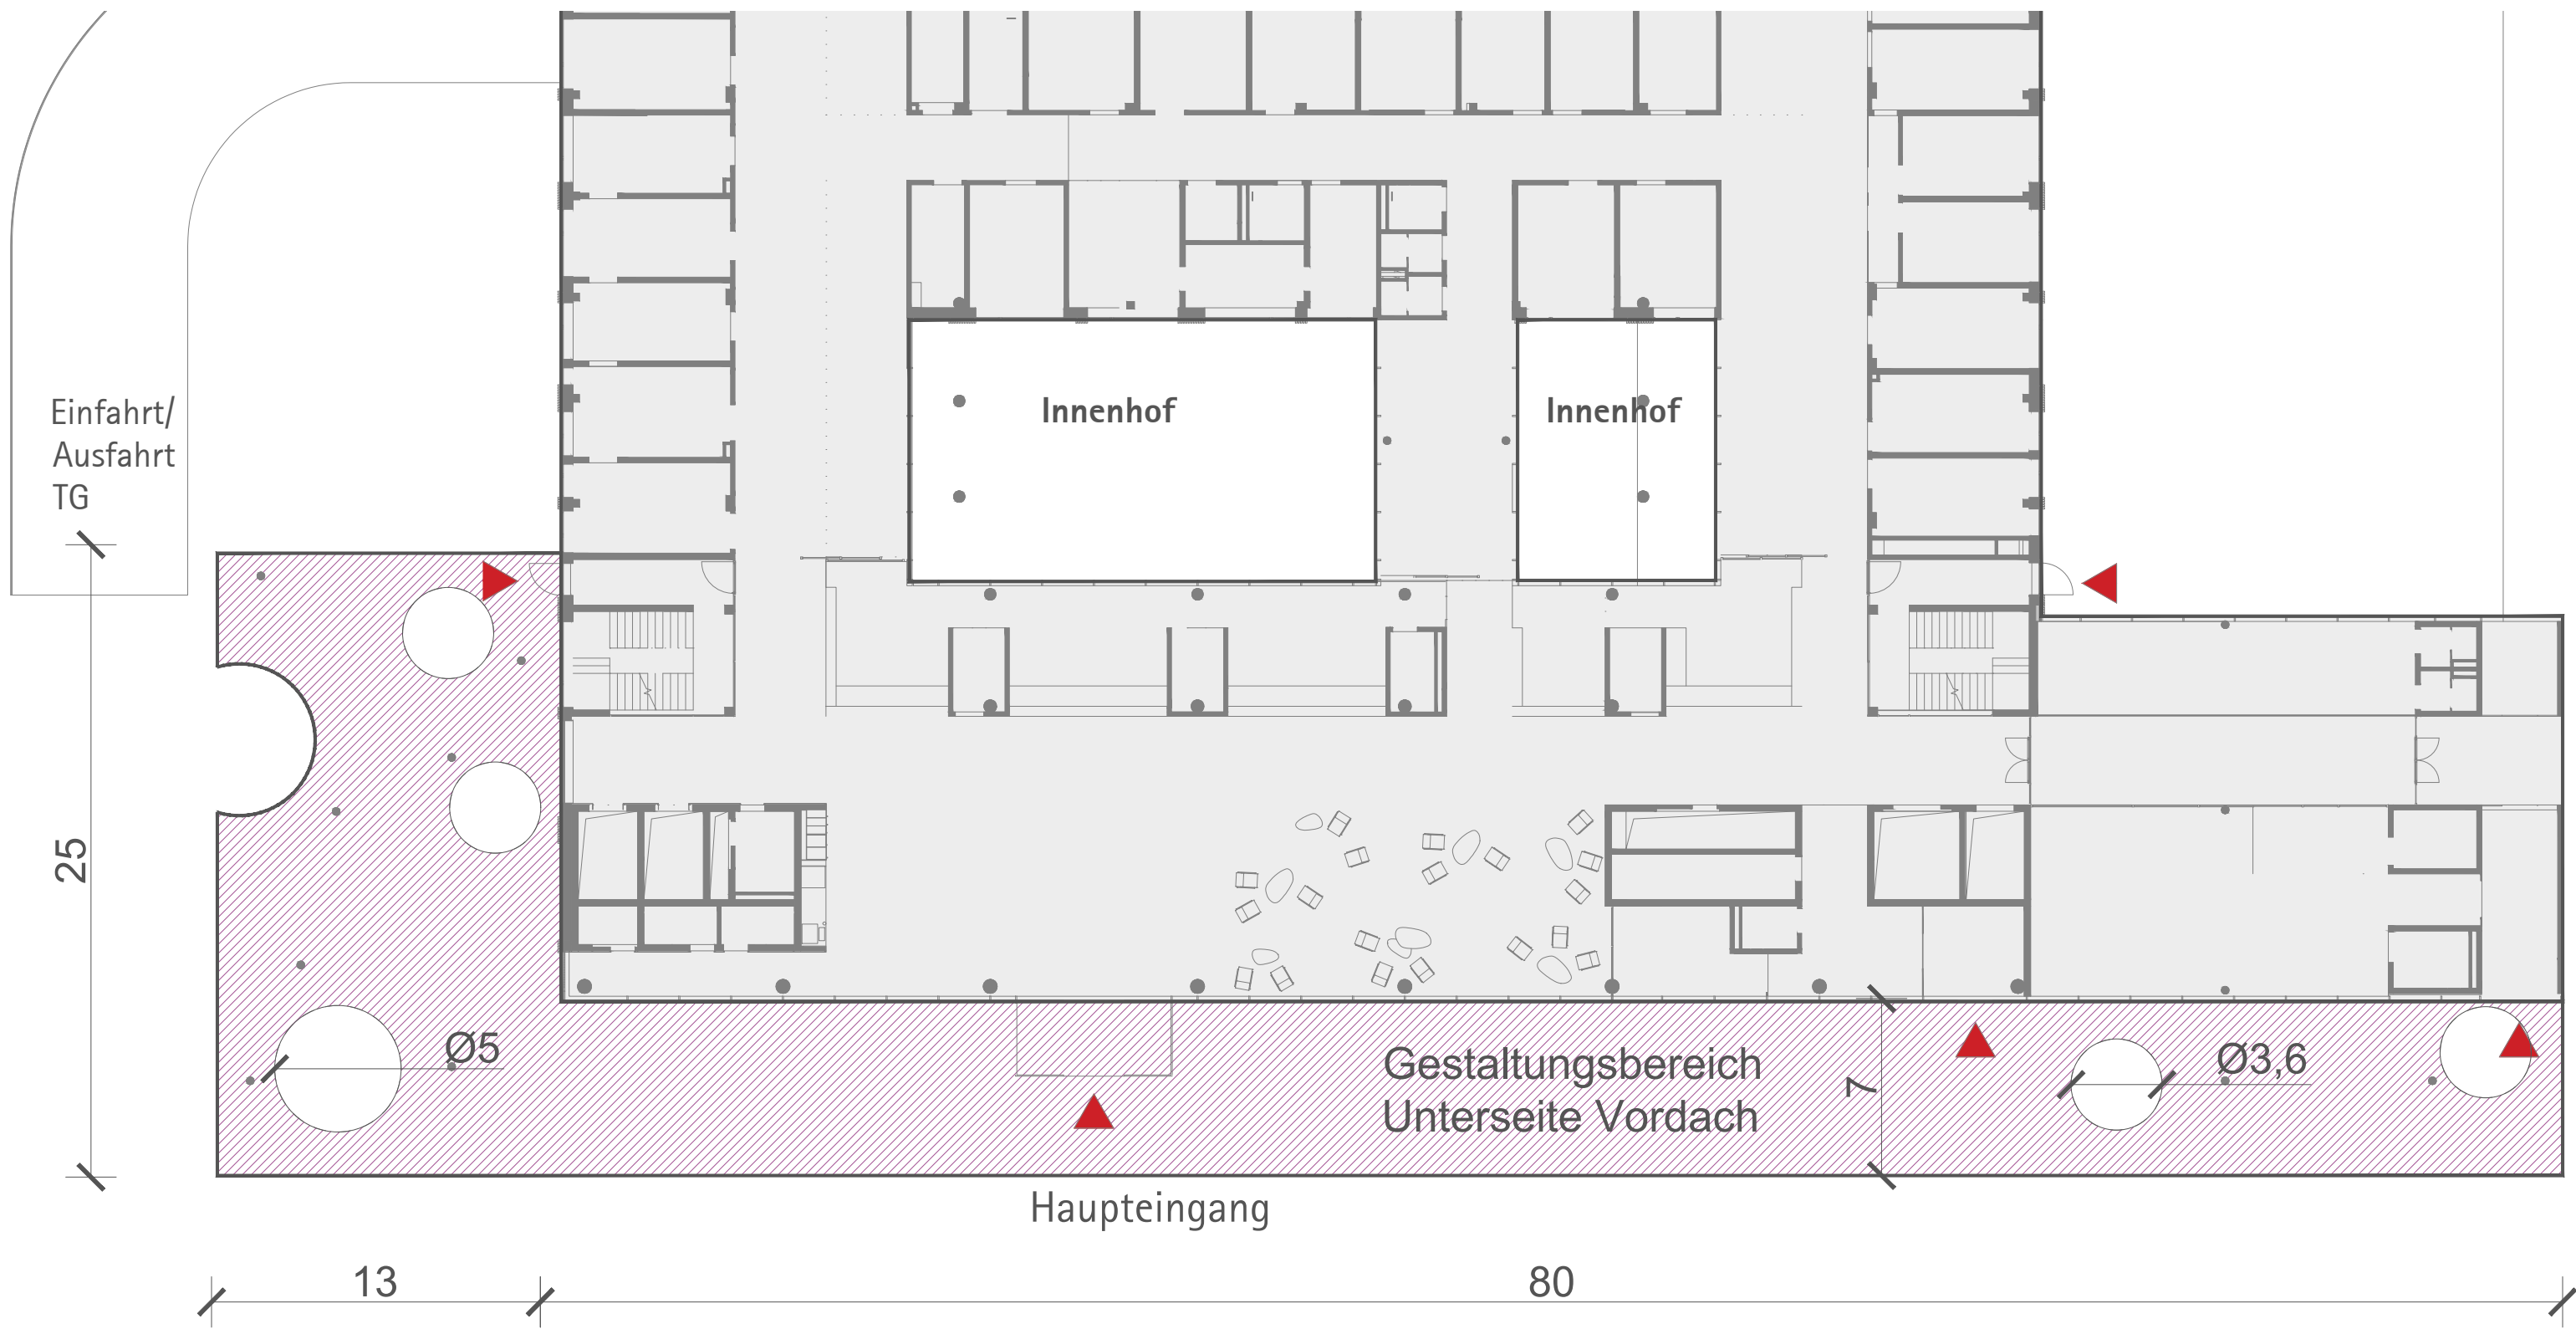 Innenhof
Innenhof
Einfahrt/
Ausfahrt
TG
25
Ø5
Gestaltungsbereich
Unterseite Vordach
7
Ø3,6
Haupteingang
13
80